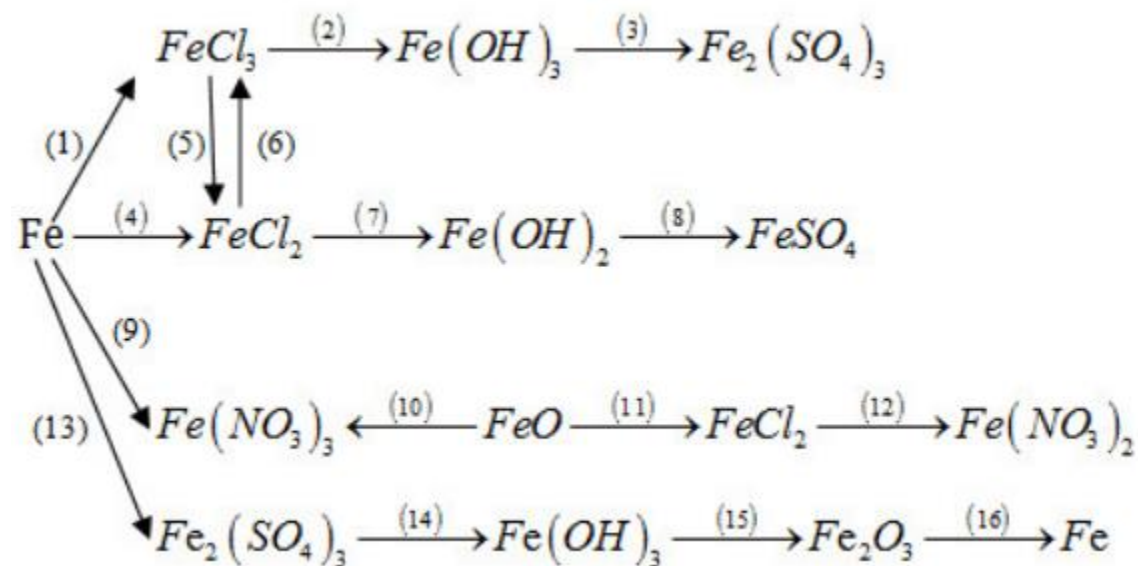 FeCl₃ (2) Fe(OH)₃ (3) Fe₂(SO₄)₃
(1) (5) (6)
Fe (4) FeCl₂ (7) Fe(OH)₂ (8) FeSO₄
(9)
(13) Fe(NO₃)₃ (10) FeO (11) FeCl₂ (12) Fe(NO₃)₂
Fe₂(SO₄)₃ (14) Fe(OH)₃ (15) Fe₂O₃ (16) Fe